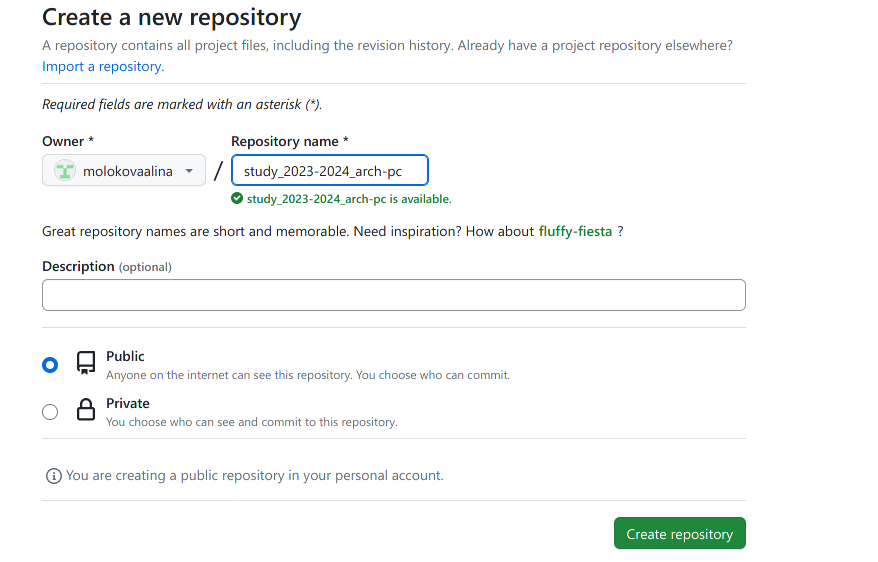 Create a new repository
A repository contains all project files, including the revision history. Already have a project repository elsewhere?
Import a repository.
Required fields are marked with an asterisk (*).
Owner * Repository name *
molokovaalina / study_2023-2024_arch-pc
study_2023-2024_arch-pc is available.
Great repository names are short and memorable. Need inspiration? How about fluffy-fiesta ?
Description (optional)
Public
Anyone on the internet can see this repository. You choose who can commit.
Private
You choose who can see and commit to this repository.
You are creating a public repository in your personal account.
Create repository